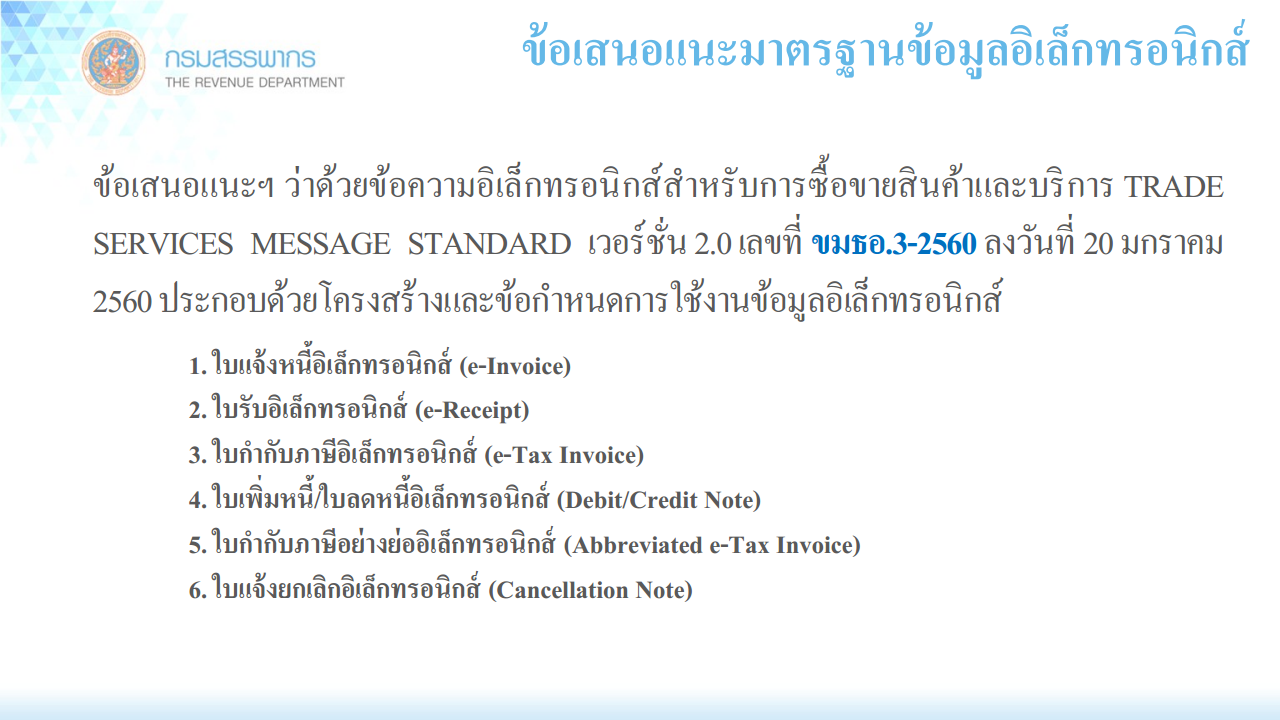 ข้อเสนอแนะมาตรฐานข้อมูลอิเล็กทรอนิกส์
กรมสรรพากร
THE REVENUE DEPARTMENT
ข้อเสนอแนะฯ ว่าด้วยข้อความอิเล็กทรอนิกส์สำหรับการซื้อขายสินค้าและบริการ TRADE
SERVICES MESSAGE STANDARD เวอร์ชั่น 2.0 เลขที่ ขมธอ.3-2560 ลงวันที่ 20 มกราคม
2560 ประกอบด้วยโครงสร้างและข้อกำหนดการใช้งานข้อมูลอิเล็กทรอนิกส์
1. ใบแจ้งหนี้อิเล็กทรอนิกส์ (e-Invoice)
2. ใบรับอิเล็กทรอนิกส์ (e-Receipt)
3. ใบกำกับภาษีอิเล็กทรอนิกส์ (e-Tax Invoice)
4. ใบเพิ่มหนี้/ใบลดหนี้อิเล็กทรอนิกส์ (Debit/Credit Note)
5. ใบกำกับภาษีอย่างย่ออิเล็กทรอนิกส์ (Abbreviated e-Tax Invoice)
6. ใบแจ้งยกเลิกอิเล็กทรอนิกส์ (Cancellation Note)